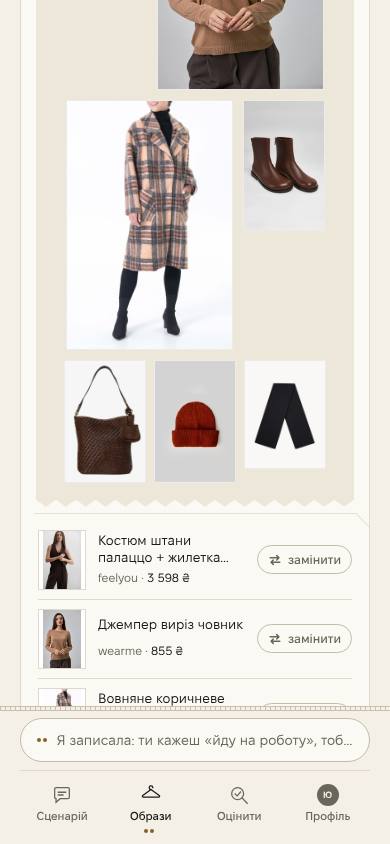 Костюм штани
палаццо + жилетка...
feelyou · 3 598 ₴
замінити
Джемпер виріз човник
wearme · 855 ₴
замінити
Вовняне коричневе
Я записала: ти кажеш «йду на роботу», тоб...
Сценарій
Образи
Оцінити
Ю
Профіль